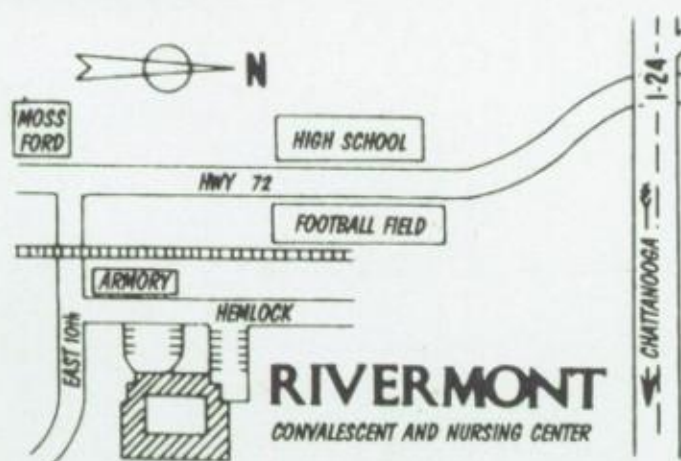 N
MOSS
FORD
HIGH SCHOOL
I-24
HWY 72
FOOTBALL FIELD
ARMORY
HEMLOCK
EAST 10th
CHATTANOOGA
RIVERMONT
CONVALESCENT AND NURSING CENTER